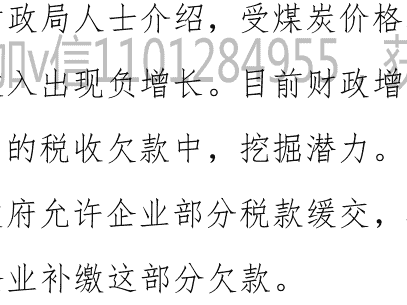 政局人士介绍，受煤炭价格
加v信1101284955
入出现负增长。目前财政增
的税收欠款中，挖掘潜力。
府允许企业部分税款缓交，
业补缴这部分欠款。